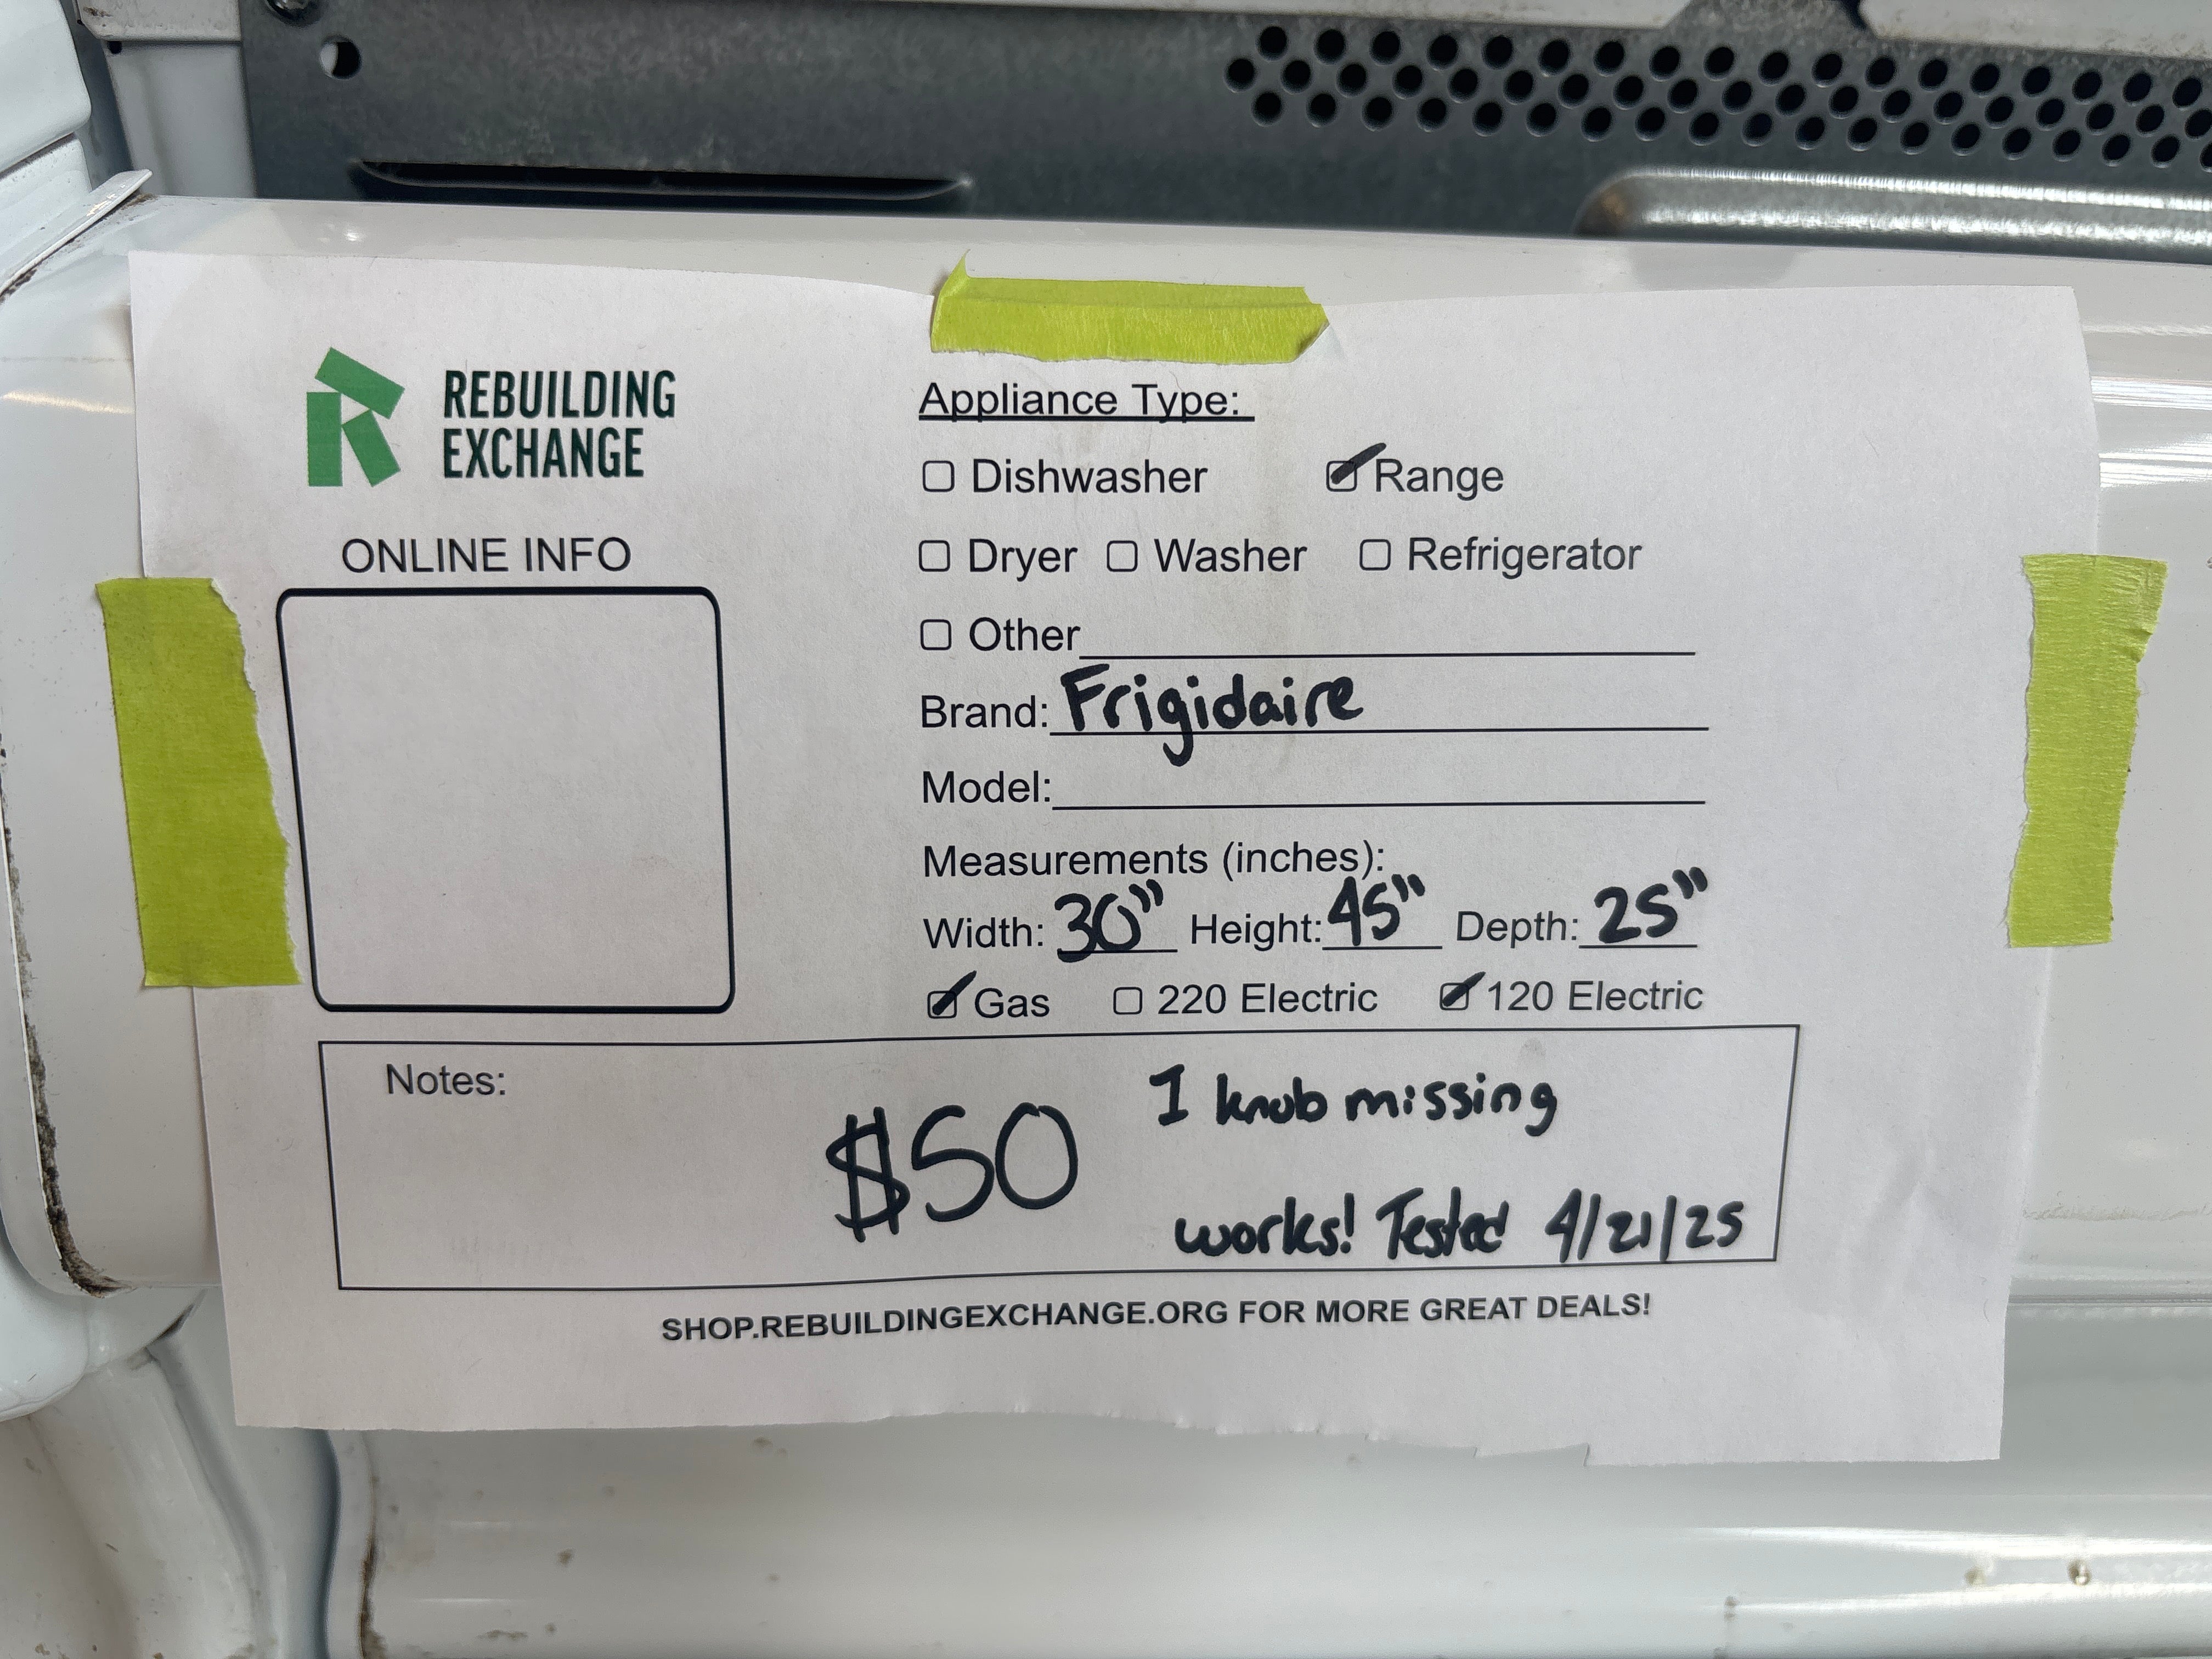 REBUILDING
EXCHANGE
ONLINE INFO
Appliance Type:
Dishwasher Range
Dryer Washer Refrigerator
Other
Brand: Frigidaire
Model:
Measurements (inches):
Width: 30" Height: 45" Depth: 25"
Gas 220 Electric 120 Electric
Notes:
$50
1 knob missing
works! Tested 4/21/25
SHOP.REBUILDINGEXCHANGE.ORG FOR MORE GREAT DEALS!